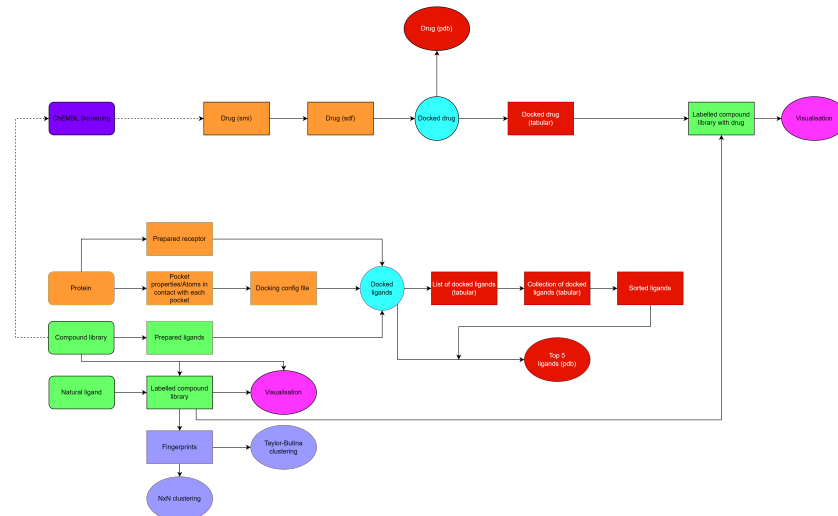 Drug (pdb)
ChEMBL Screening
Drug (smi)
Drug (sdf)
Docked drug
Docked drug
(tabular)
Labelled compound
library with drug
Visualisation
Prepared receptor
Protein
Pocket
properties/Atoms in
contact with each
pocket
Docking config file
Docked
ligands
List of docked ligands
(tabular)
Collection of docked
ligands (tabular)
Sorted ligands
Compound library
Prepared ligands
Top 5
ligands (pdb)
Natural ligand
Labelled compound
library
Visualisation
Fingerprints
Taylor-Butina
clustering
NxN clustering